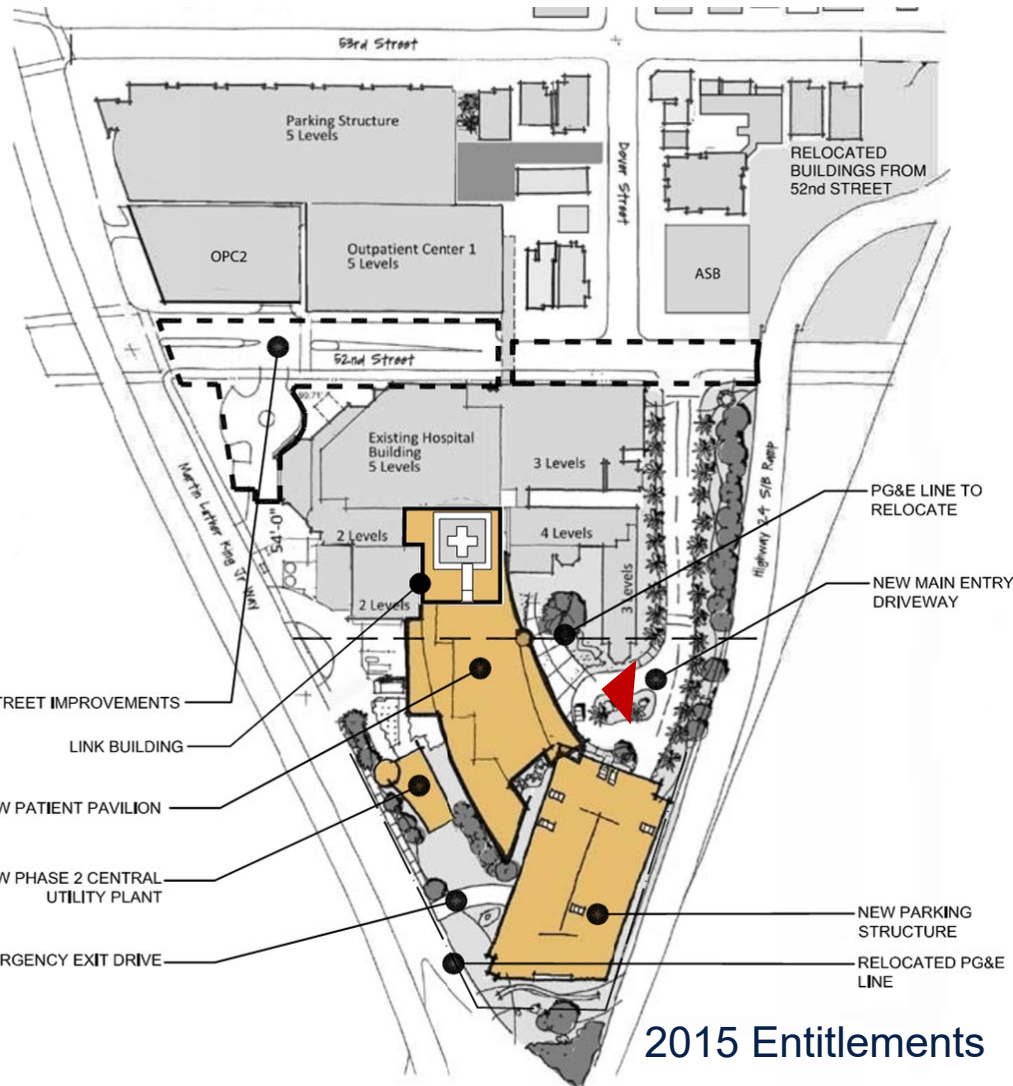 53rd Street
Parking Structure
5 Levels
Dover Street
RELOCATED
BUILDINGS FROM
52nd STREET
OPC2
Outpatient Center 1
5 Levels
ASB
52nd Street
90.71'
Existing Hospital
Building
5 Levels
3 Levels
Martin Luther King Jr Way
54'-0"
2 Levels
4 Levels
PG&E LINE TO
RELOCATE
Highway 24 S/B Ramp
2 Levels
3 Levels
NEW MAIN ENTRY
DRIVEWAY
TREET IMPROVEMENTS
LINK BUILDING
W PATIENT PAVILION
W PHASE 2 CENTRAL
UTILITY PLANT
NEW PARKING
STRUCTURE
RGENCY EXIT DRIVE
RELOCATED PG&E
LINE
2015 Entitlements